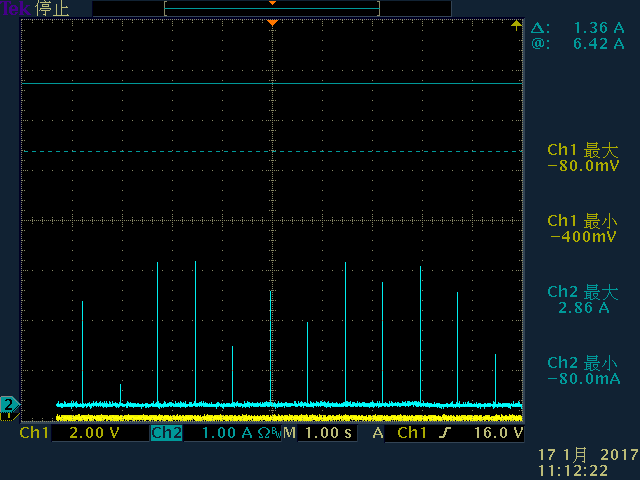 Tek 停止
Δ: 1.36 A
@: 6.42 A
Ch1 最大
−80.0mV
Ch1 最小
−400mV
Ch2 最大
2.86 A
Ch2 最小
−80.0mA
2
Ch1 2.00 V Ch2 1.00 A Ω BW M 1.00 s A Ch1 16.0 V
17 1月 2017
11:12:22